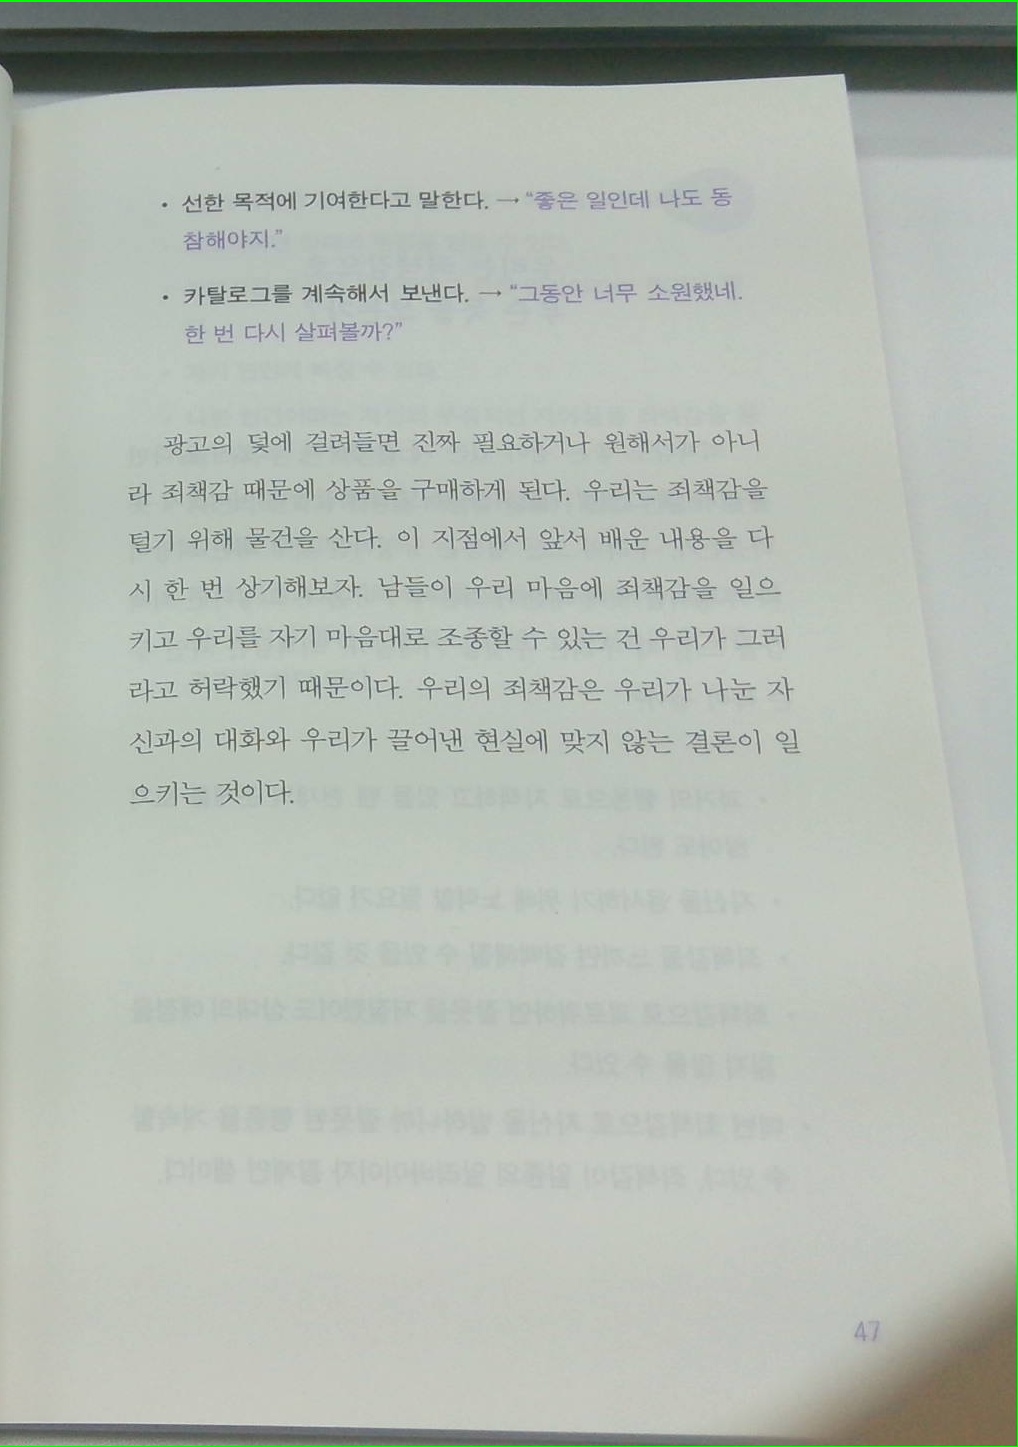 • 선한 목적에 기여한다고 말한다. → “좋은 일인데 나도 동
참해야지.”
• 카탈로그를 계속해서 보낸다. → “그동안 너무 소원했네.
한 번 다시 살펴볼까?”
광고의 덫에 걸려들면 진짜 필요하거나 원해서가 아니
라 죄책감 때문에 상품을 구매하게 된다. 우리는 죄책감을
털기 위해 물건을 산다. 이 지점에서 앞서 배운 내용을 다
시 한 번 상기해보자. 남들이 우리 마음에 죄책감을 일으
키고 우리를 자기 마음대로 조종할 수 있는 건 우리가 그러
라고 허락했기 때문이다. 우리의 죄책감은 우리가 나눈 자
신과의 대화와 우리가 끌어낸 현실에 맞지 않는 결론이 일
으키는 것이다.
47